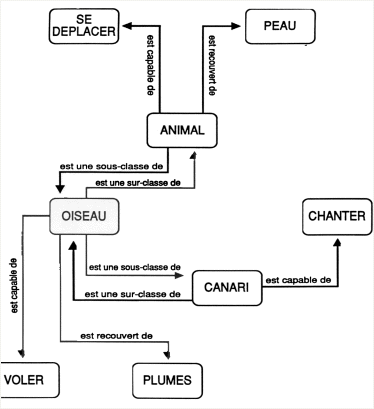 SE
DEPLACER
PEAU
est capable de
est recouvert de
ANIMAL
est une sous-classe de
est une sur-classe de
OISEAU
CHANTER
est capable de
est une sous-classe de
est une sur-classe de
CANARI
est capable de
est recouvert de
VOLER
PLUMES